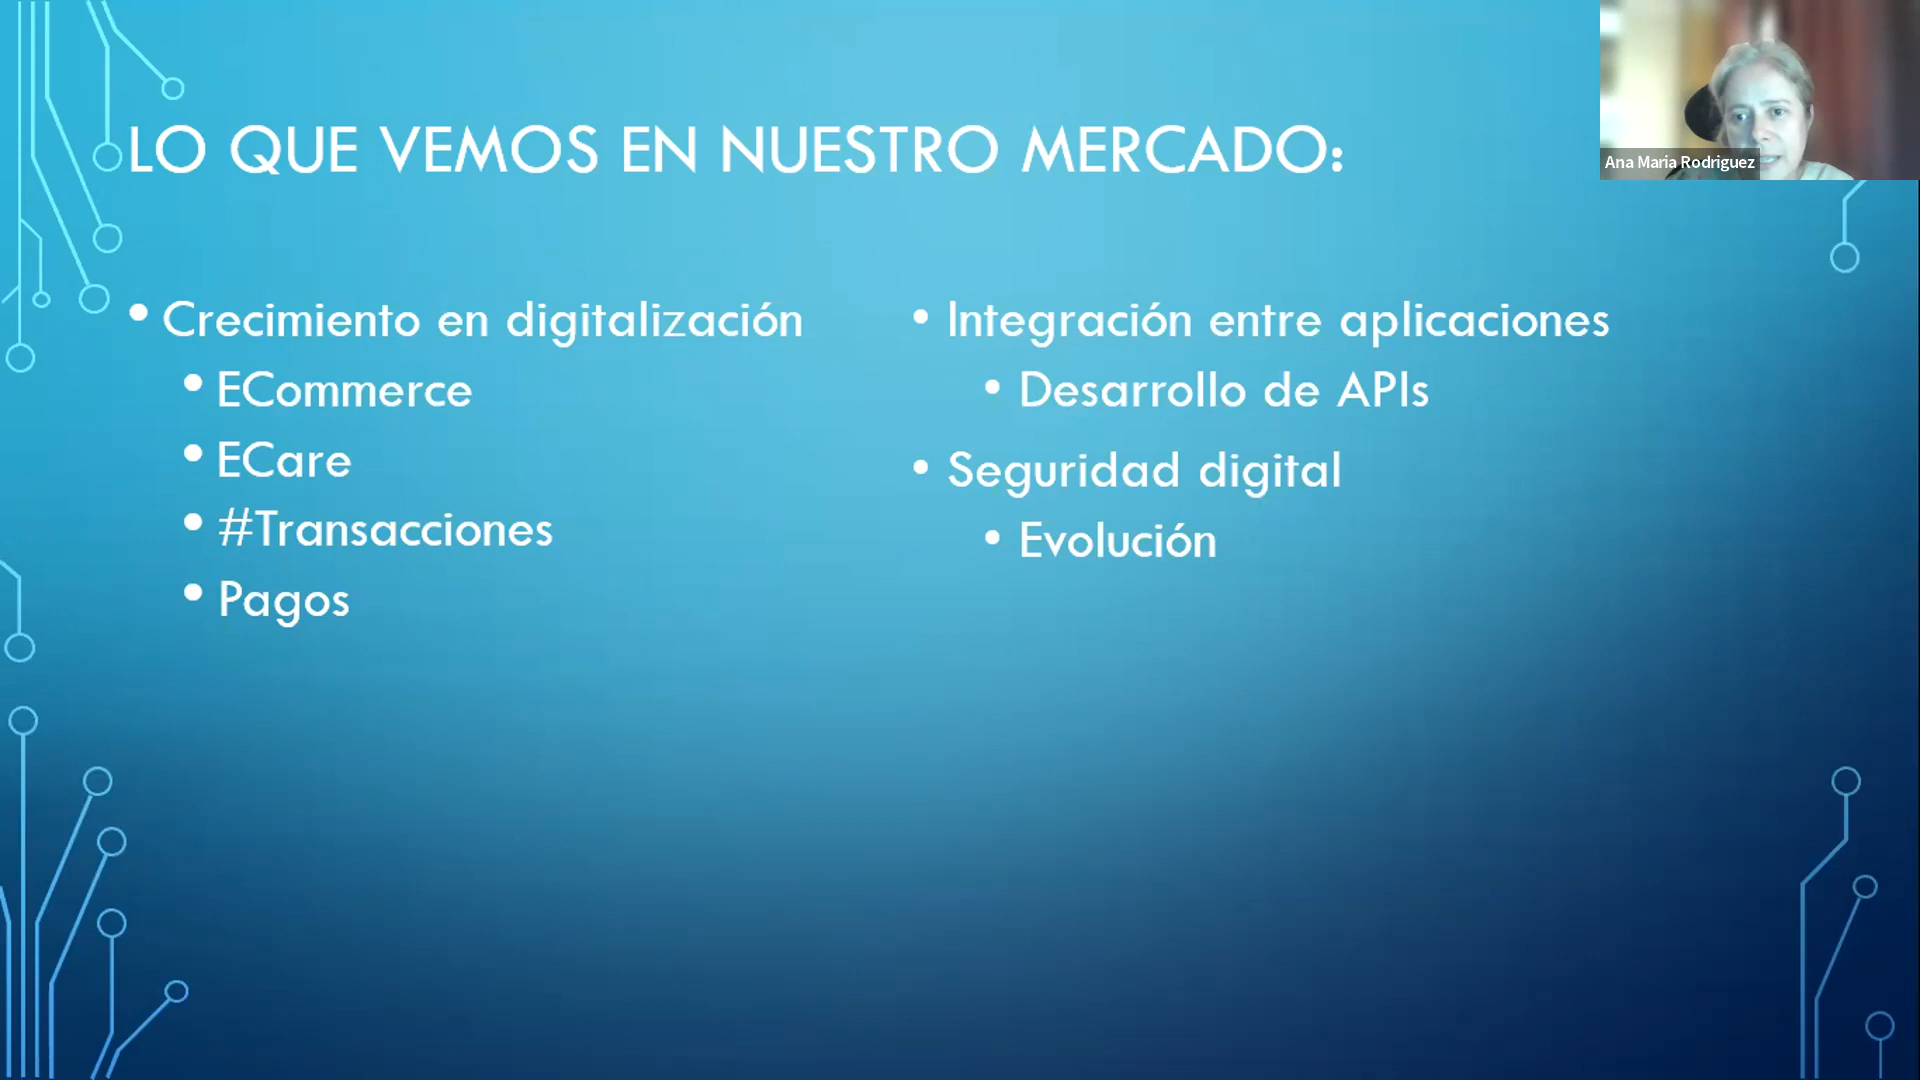 LO QUE VEMOS EN NUESTRO MERCADO:
• Crecimiento en digitalización
• ECommerce
• ECare
• #Transacciones
• Pagos
• Integración entre aplicaciones
• Desarrollo de APIs
• Seguridad digital
• Evolución
Ana Maria Rodriguez